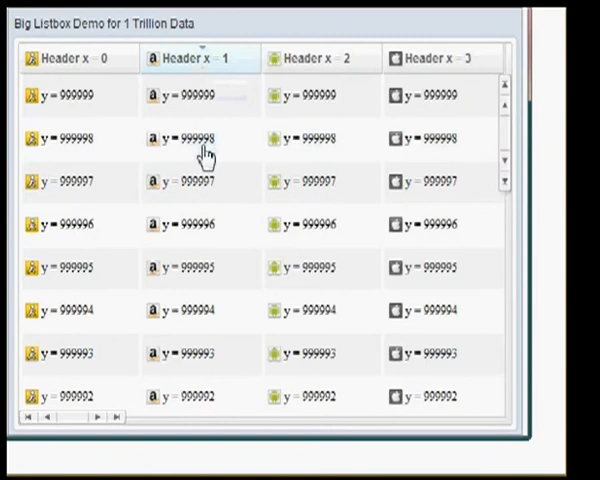 Big Listbox Demo for 1 Trillion Data
Header x = 0 Header x = 1 Header x = 2 Header x = 3
y = 999999 a y = 999999 y = 999999 y = 999999
y = 999998 a y = 999998 y = 999998 y = 999998
y = 999997 a y = 999997 y = 999997 y = 999997
y = 999996 a y = 999996 y = 999996 y = 999996
y = 999995 a y = 999995 y = 999995 y = 999995
y = 999994 a y = 999994 y = 999994 y = 999994
y = 999993 a y = 999993 y = 999993 y = 999993
y = 999992 a y = 999992 y = 999992 y = 999992